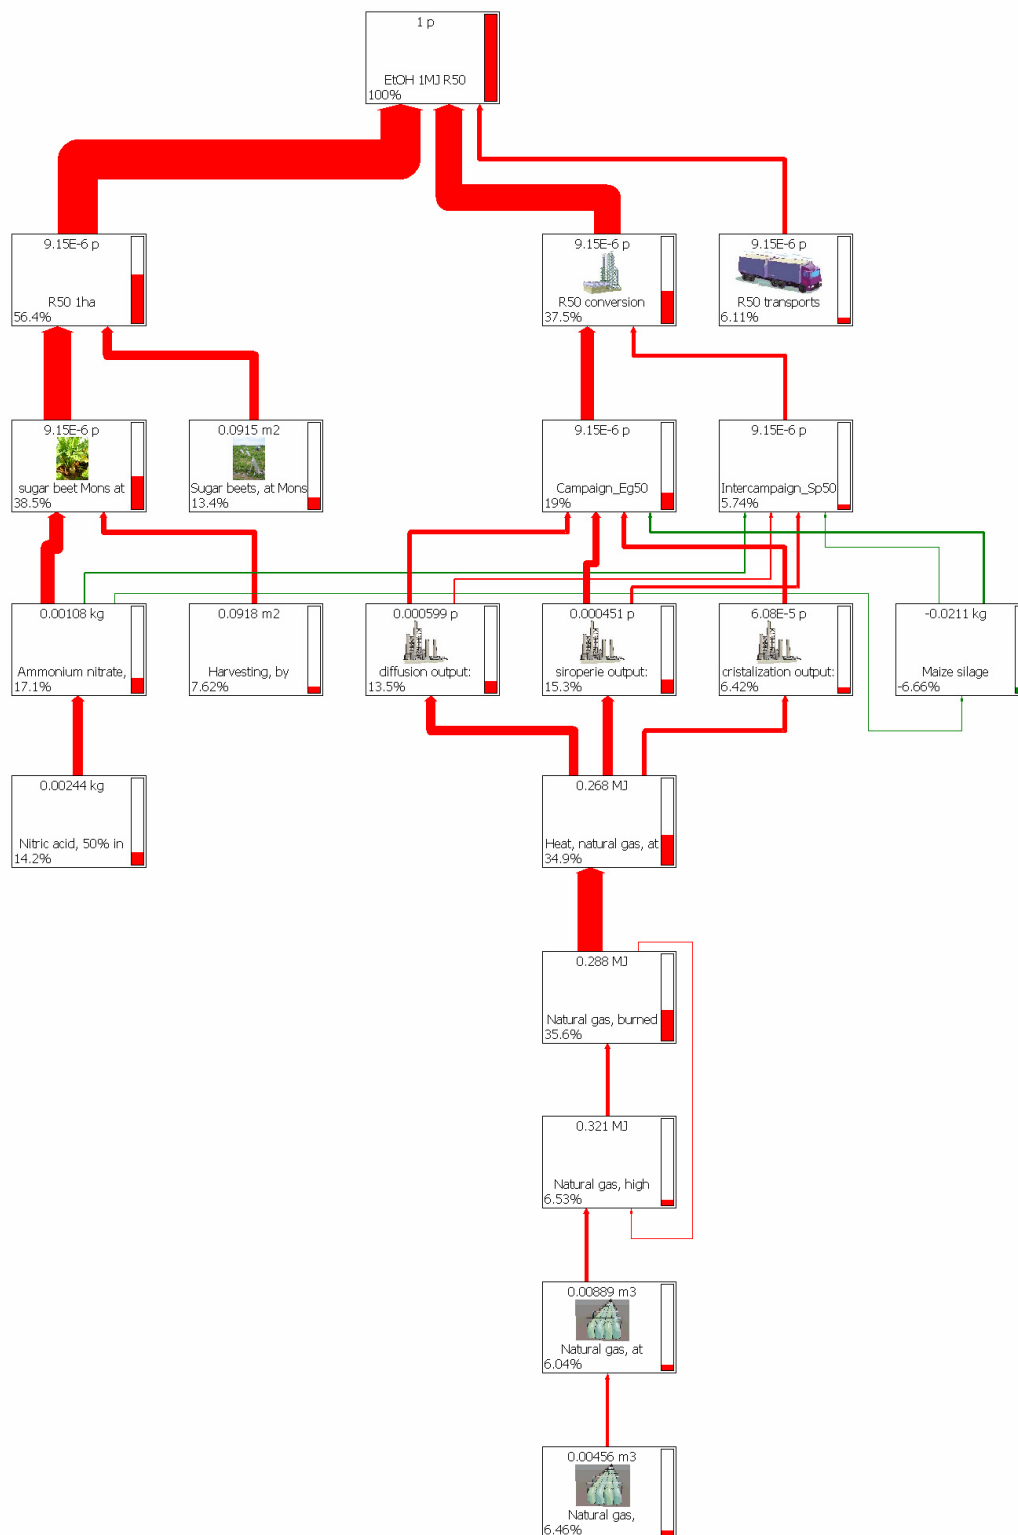 1 p
EtOH 1MJ R50
100%
9.15E-6 p
R50 1ha
56.4%
9.15E-6 p
R50 conversion
37.5%
9.15E-6 p
R50 transports
6.11%
9.15E-6 p
sugar beet Mons at
38.5%
0.0915 m2
Sugar beets, at Mons
13.4%
9.15E-6 p
Campaign_Eg50
19%
9.15E-6 p
Intercampaign_Sp50
5.74%
0.00108 kg
Ammonium nitrate,
17.1%
0.0918 m2
Harvesting, by
7.62%
0.000599 p
diffusion output:
13.5%
0.000451 p
siroperie output:
15.3%
6.08E-5 p
cristalization output:
6.42%
-0.0211 kg
Maize silage
-6.66%
0.00244 kg
Nitric acid, 50% in
14.2%
0.268 MJ
Heat, natural gas, at
34.9%
0.288 MJ
Natural gas, burned
35.6%
0.321 MJ
Natural gas, high
6.53%
0.00889 m3
Natural gas, at
6.04%
0.00456 m3
Natural gas,
6.46%